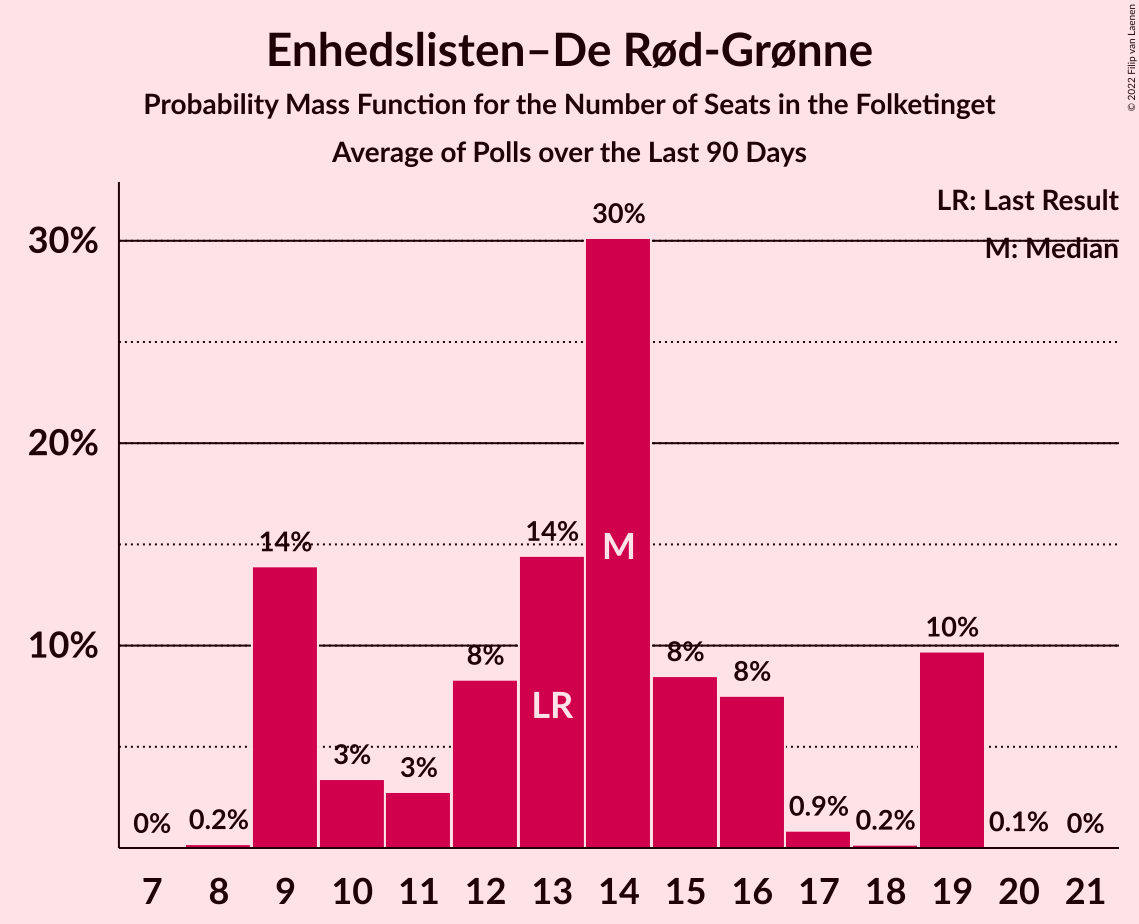 Enhedslisten–De Rød-Grønne
Probability Mass Function for the Number of Seats in the Folketinget
Average of Polls over the Last 90 Days
© 2022 Filip van Laenen
LR: Last Result
M: Median
30%
20%
10%
0%
0.2%
14%
3%
3%
8%
14%
30%
8%
8%
0.9%
0.2%
10%
0.1%
0%
LR
M
7 8 9 10 11 12 13 14 15 16 17 18 19 20 21